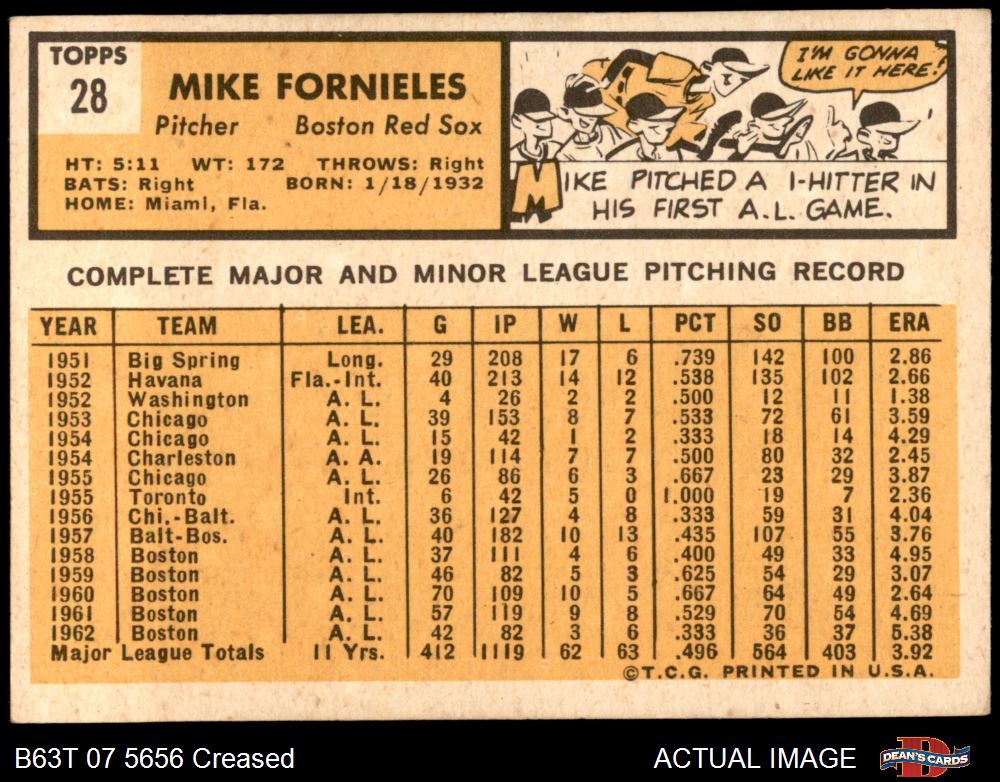 TOPPS
28
MIKE FORNIELES
Pitcher Boston Red Sox
HT: 5:11 WT: 172 THROWS: Right
BATS: Right BORN: 1/18/1932
HOME: Miami, Fla.
I'M GONNA
LIKE IT HERE!
MIKE PITCHED A 1-HITTER IN
HIS FIRST A.L. GAME.
COMPLETE MAJOR AND MINOR LEAGUE PITCHING RECORD
YEAR TEAM LEA. G IP W L PCT SO BB ERA
1951 Big Spring Long. 29 208 17 6 .739 142 100 2.86
1952 Havana Fla.-Int. 40 213 14 12 .538 135 102 2.66
1952 Washington A. L. 4 26 2 2 .500 12 11 1.38
1953 Chicago A. L. 39 153 8 7 .533 72 61 3.59
1954 Chicago A. L. 15 42 1 2 .333 18 14 4.29
1954 Charleston A. A. 19 114 7 7 .500 80 32 2.45
1955 Chicago A. L. 26 86 6 3 .667 23 29 3.87
1955 Toronto Int. 6 42 5 0 1.000 19 7 2.36
1956 Chi.-Balt. A. L. 36 127 4 8 .333 59 31 4.04
1957 Balt-Bos. A. L. 40 182 10 13 .435 107 55 3.76
1958 Boston A. L. 37 111 4 6 .400 49 33 4.95
1959 Boston A. L. 46 82 5 3 .625 54 29 3.07
1960 Boston A. L. 70 109 10 5 .667 64 49 2.64
1961 Boston A. L. 57 119 9 8 .529 70 54 4.69
1962 Boston A. L. 42 82 3 6 .333 36 37 5.38
Major League Totals 11 Yrs. 412 1119 62 63 .496 564 403 3.92
©T.C.G. PRINTED IN U.S.A.
B63T 07 5656 Creased ACTUAL IMAGE DEAN'S CARDS